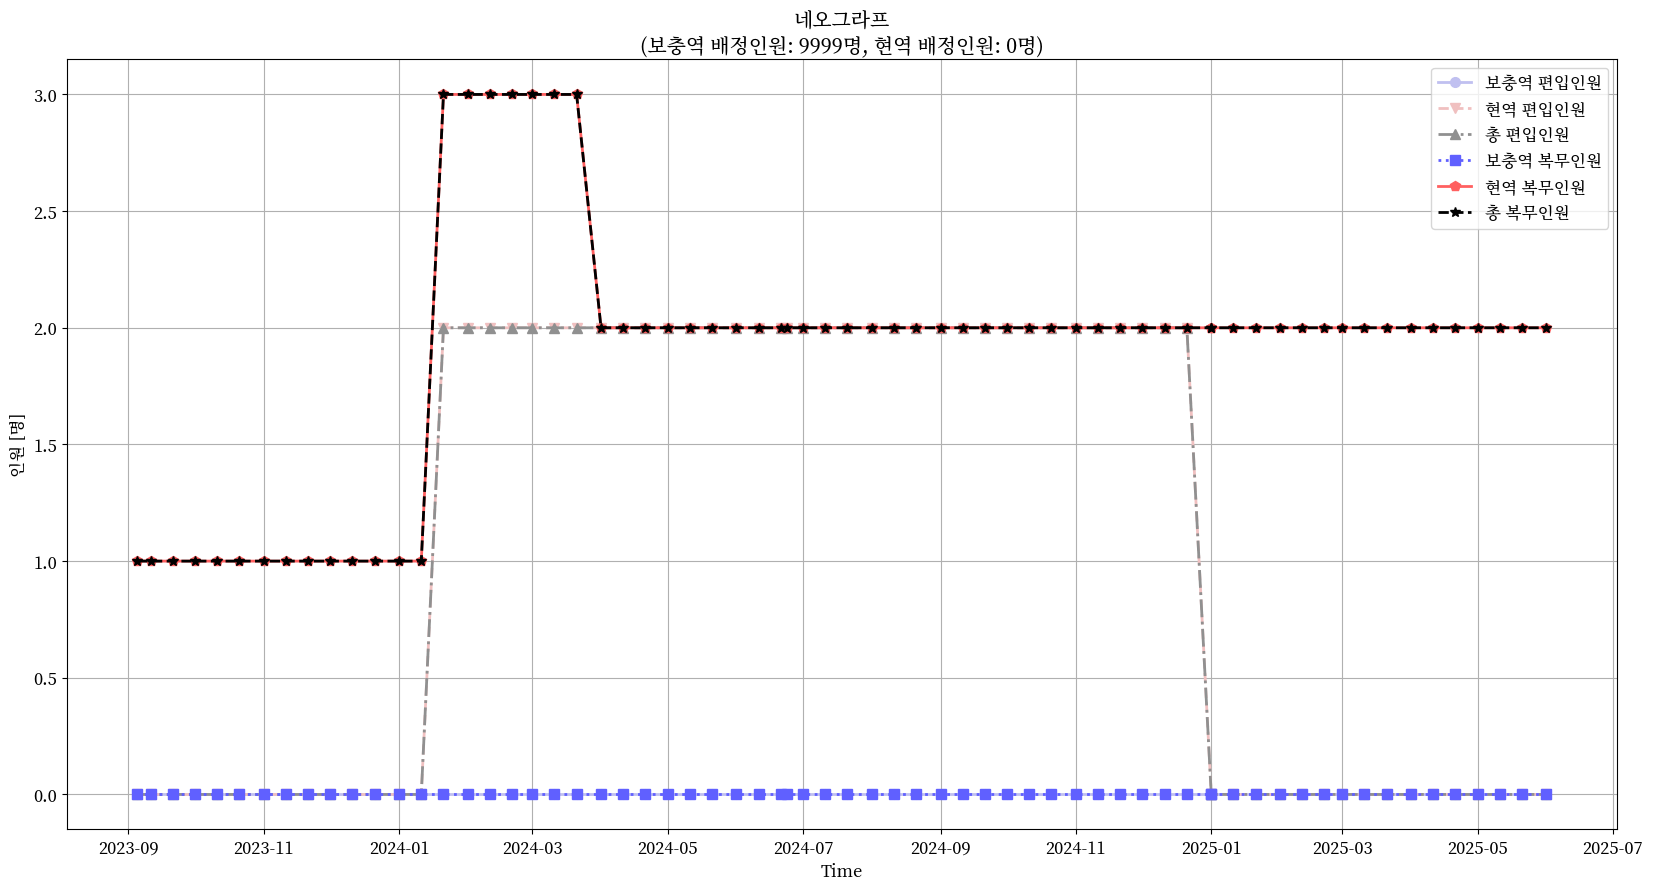 네오그라프
(보충역 배정인원: 9999명, 현역 배정인원: 0명)
보충역 편입인원
현역 편입인원
총 편입인원
보충역 복무인원
현역 복무인원
총 복무인원
3.0
2.5
2.0
1.5
1.0
0.5
0.0
인원 [명]
2023-09
2023-11
2024-01
2024-03
2024-05
2024-07
2024-09
2024-11
2025-01
2025-03
2025-05
2025-07
Time